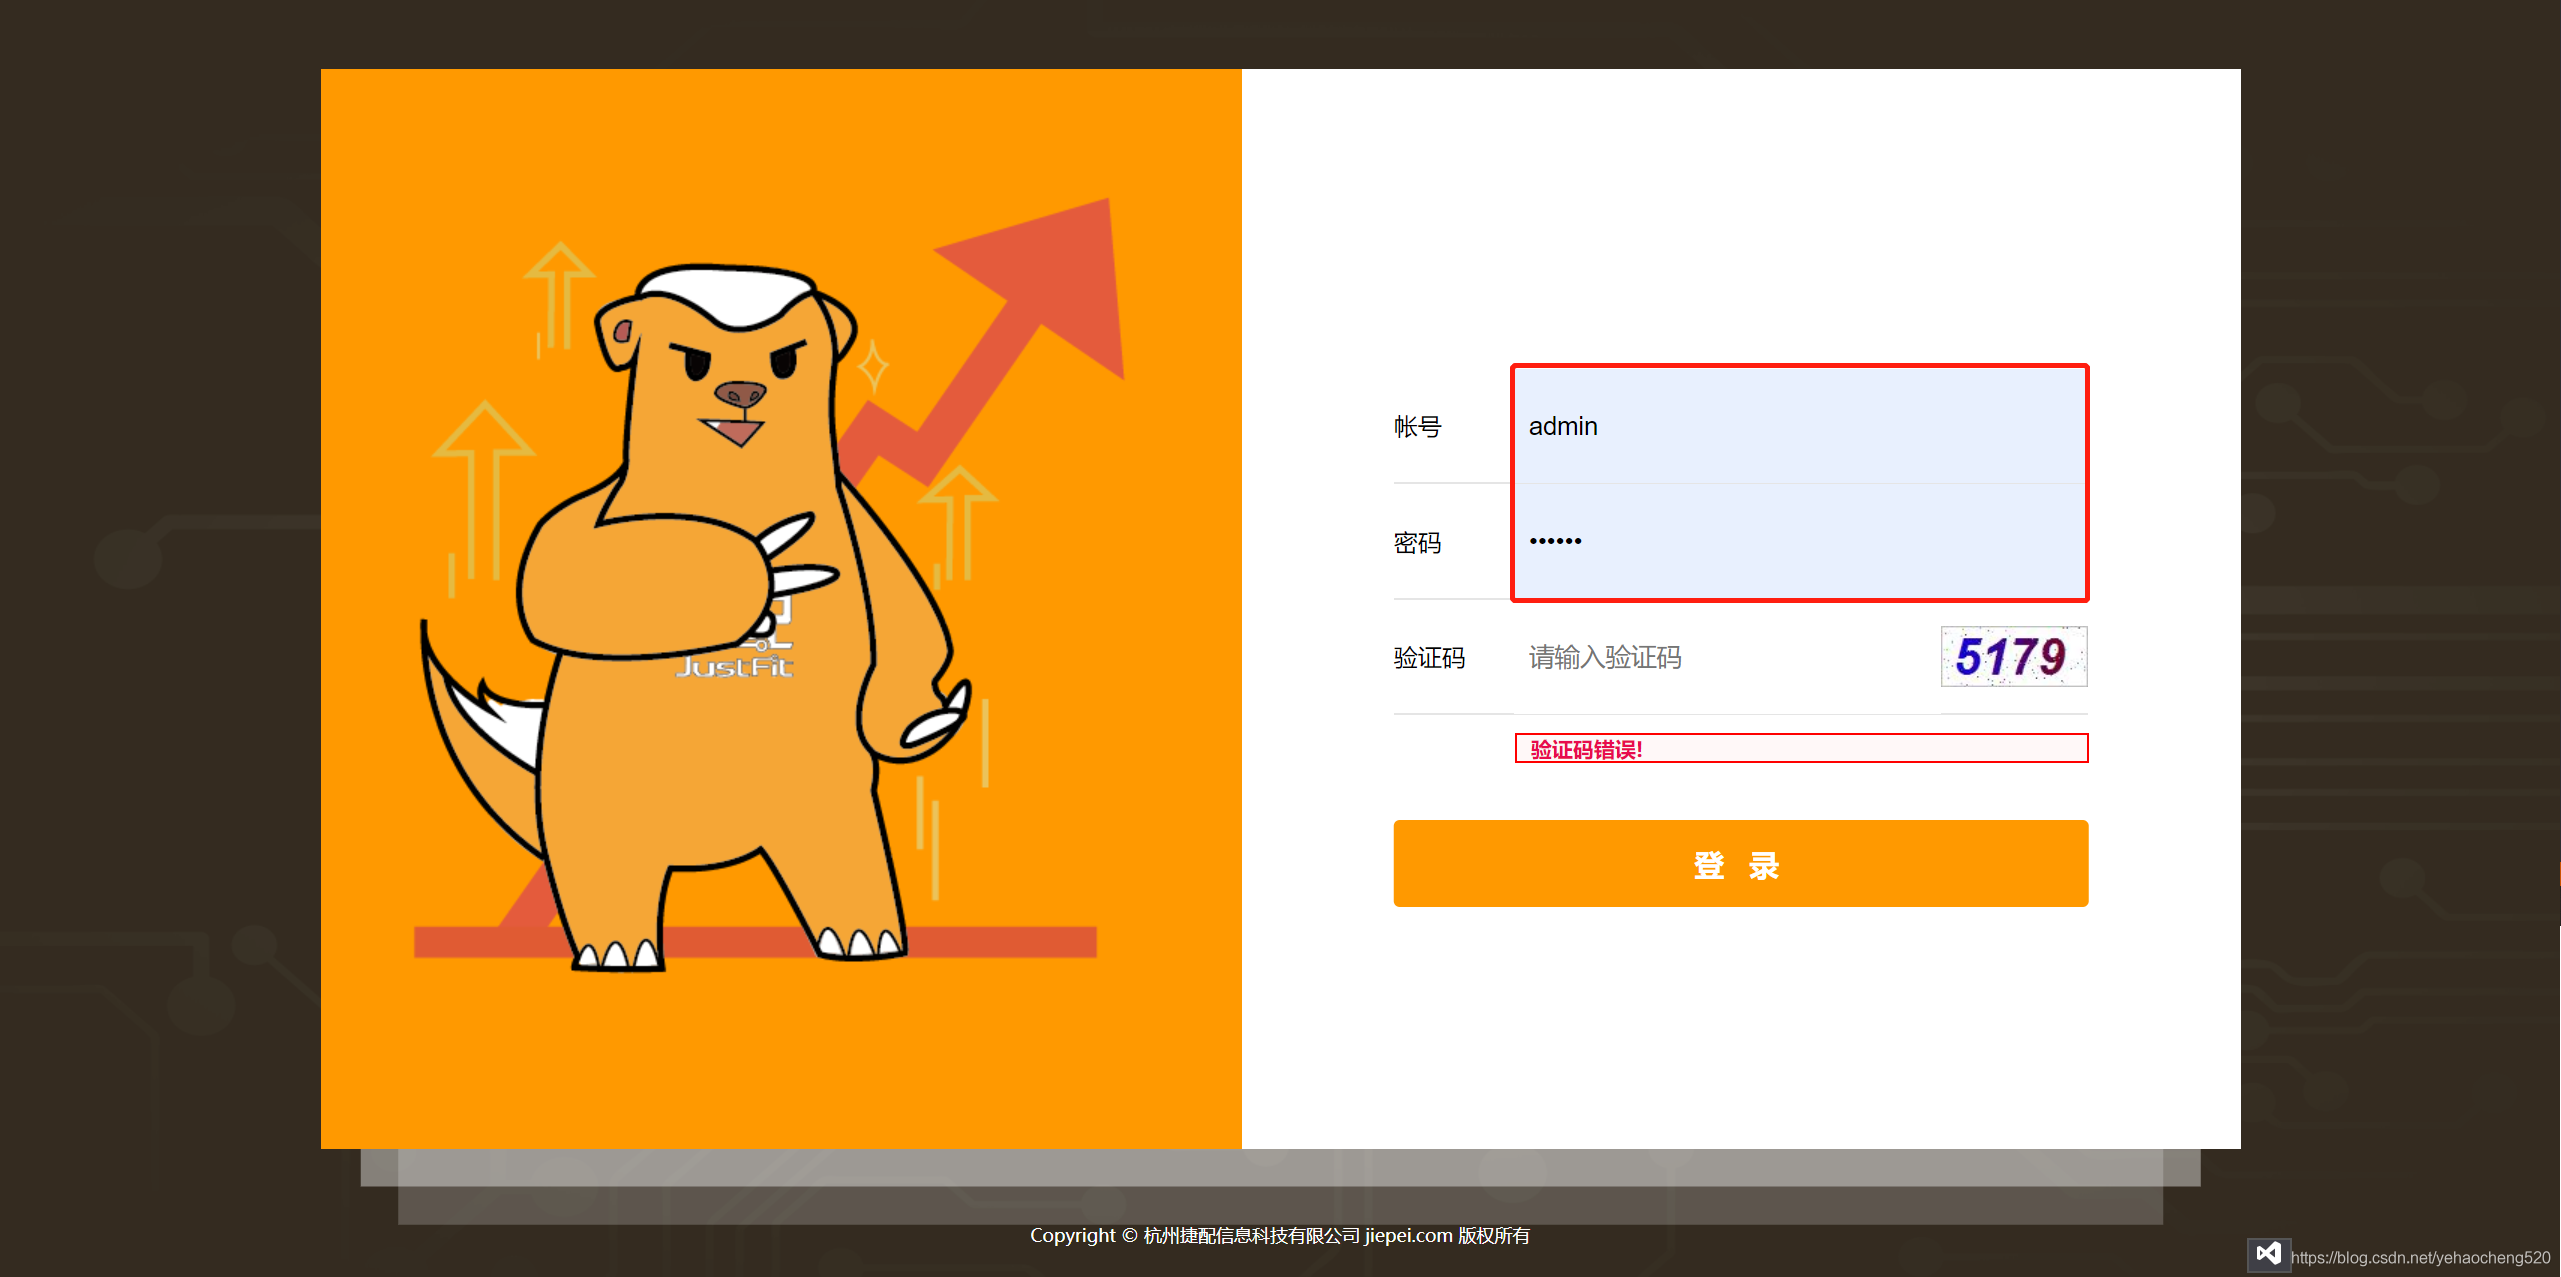 帐号
admin
密码
••••••
验证码
请输入验证码
5179
验证码错误!
登 录
JustFit
Copyright © 杭州捷配信息科技有限公司 jiepei.com 版权所有
https://blog.csdn.net/yehaocheng520